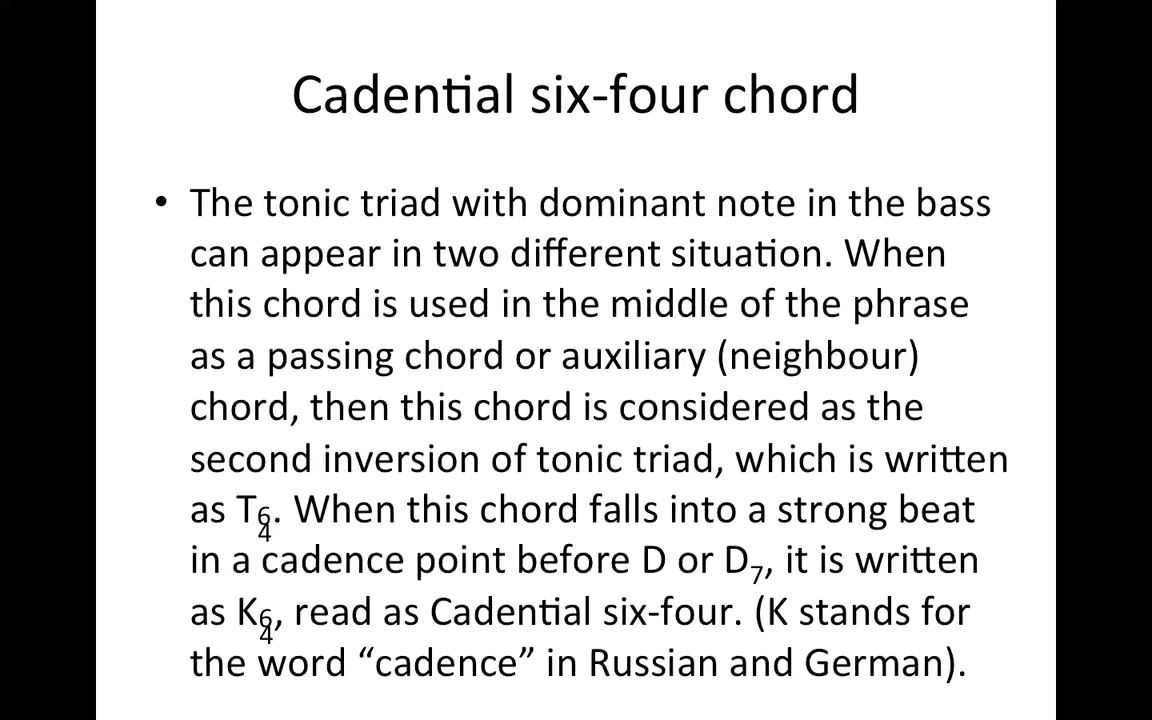 Cadential six-four chord
• The tonic triad with dominant note in the bass
can appear in two different situation. When
this chord is used in the middle of the phrase
as a passing chord or auxiliary (neighbour)
chord, then this chord is considered as the
second inversion of tonic triad, which is written
as T64. When this chord falls into a strong beat
in a cadence point before D or D7, it is written
as K64, read as Cadential six-four. (K stands for
the word “cadence” in Russian and German).